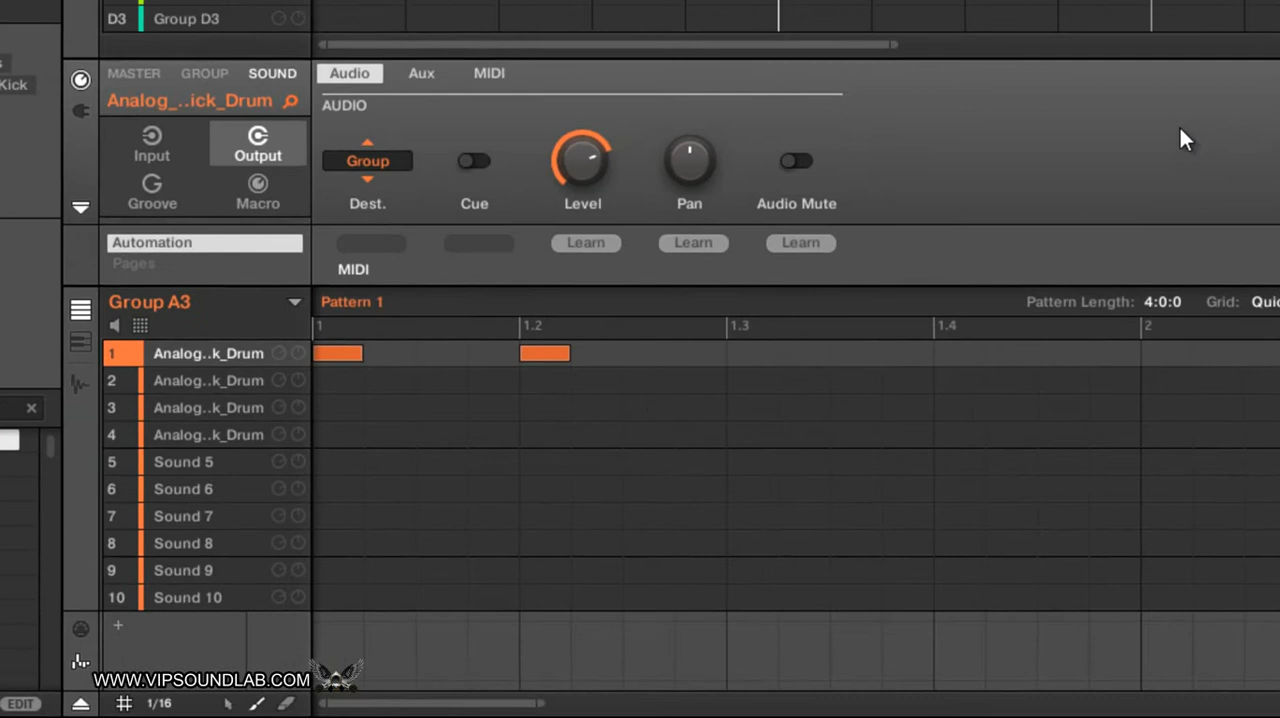 D3 Group D3
s
Kick
MASTER GROUP SOUND
Audio Aux MIDI
Analog_..ick_Drum
AUDIO
Input Output
Group
Groove Macro
Dest. Cue Level Pan Audio Mute
Automation
Learn Learn Learn
Pages
MIDI
Group A3
Pattern 1
Pattern Length: 4:0:0 Grid: Quic
1 1.2 1.3 1.4 2
1 Analog..k_Drum
2 Analog..k_Drum
3 Analog..k_Drum
4 Analog..k_Drum
5 Sound 5
6 Sound 6
7 Sound 7
8 Sound 8
9 Sound 9
10 Sound 10
+
WWW.VIPSOUNDLAB.COM
EDIT
1/16